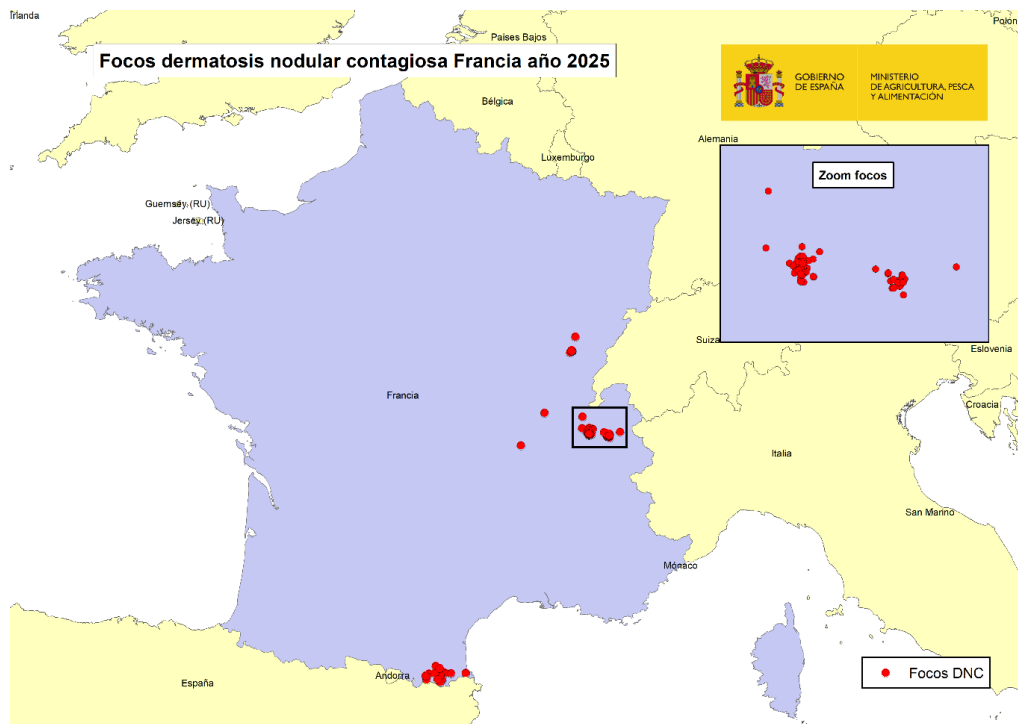 Irlanda
Polon
Países Bajos
Focos dermatosis nodular contagiosa Francia año 2025
GOBIERNO
DE ESPAÑA
MINISTERIO
DE AGRICULTURA, PESCA
Y ALIMENTACIÓN
Bélgica
Alemania
Luxemburgo
Zoom focos
Guernsey (RU)
Jersey (RU)
Suiza
Eslovenia
Francia
Croacia
Italia
San Marino
Mónaco
Andorra
España
Focos DNC